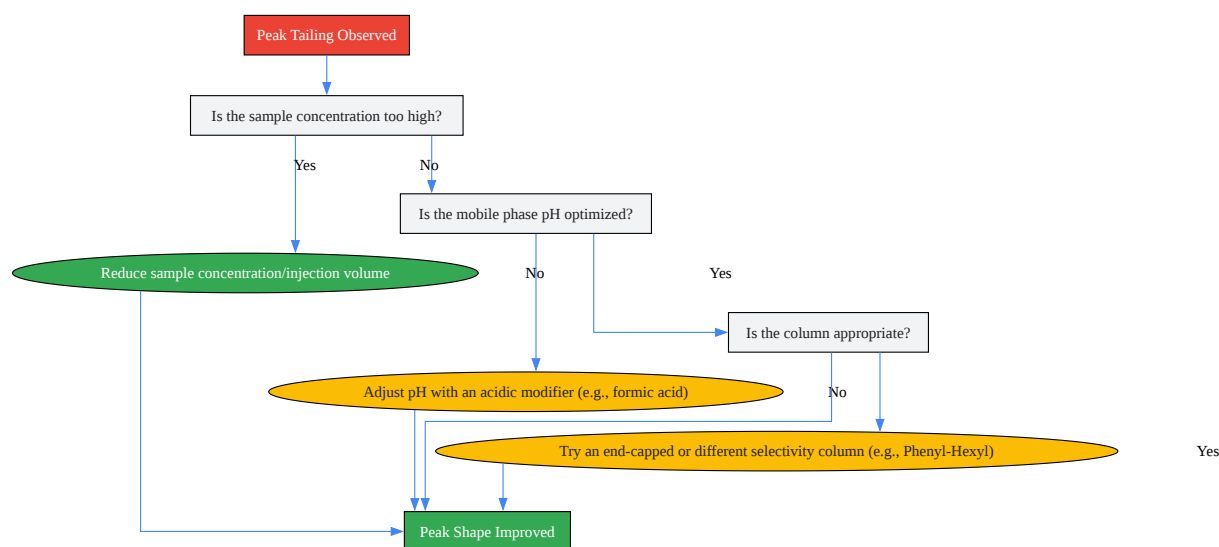 Peak Tailing Observed
Is the sample concentration too high?
Yes
No
Is the mobile phase pH optimized?
Reduce sample concentration/injection volume
No
Yes
Is the column appropriate?
Adjust pH with an acidic modifier (e.g., formic acid)
No
Try an end-capped or different selectivity column (e.g., Phenyl-Hexyl)
Yes
Peak Shape Improved